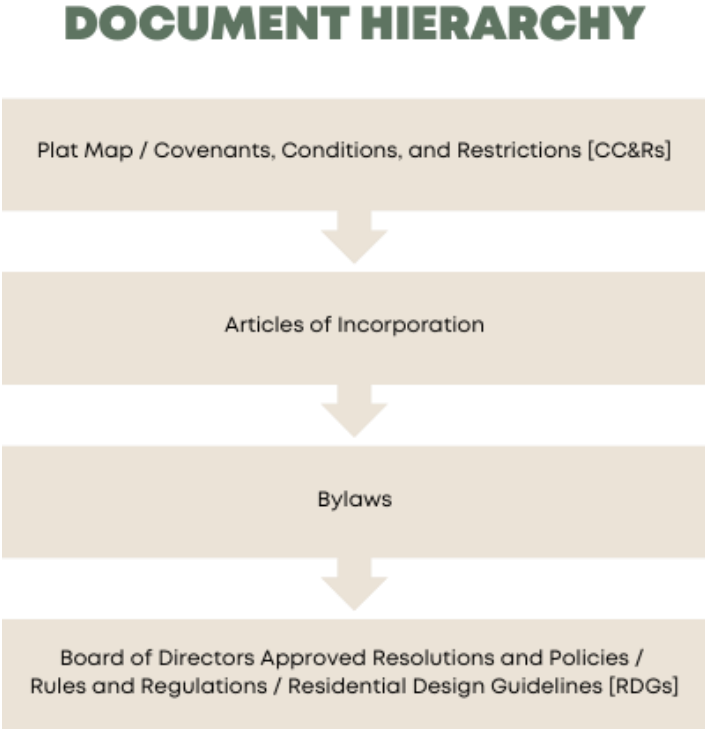 DOCUMENT HIERARCHY
Plat Map / Covenants, Conditions, and Restrictions [CC&Rs]
Articles of Incorporation
Bylaws
Board of Directors Approved Resolutions and Policies /
Rules and Regulations / Residential Design Guidelines [RDGs]